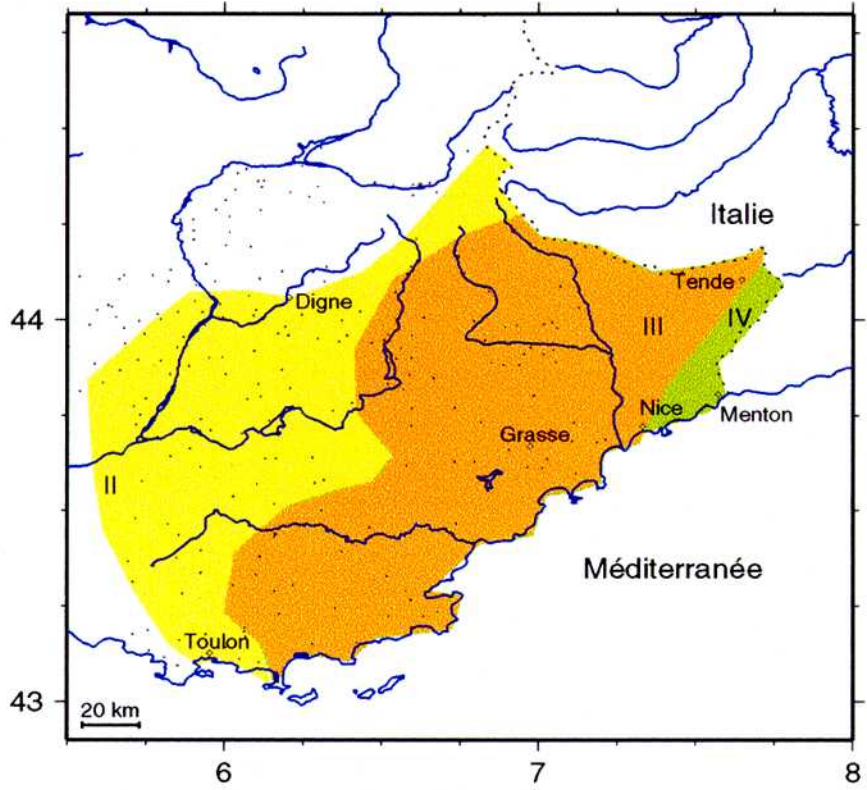 Italie
Tende
Digne
44
III
IV
Nice
Menton
Grasse
II
Méditerranée
Toulon
43
20 km
6
7
8